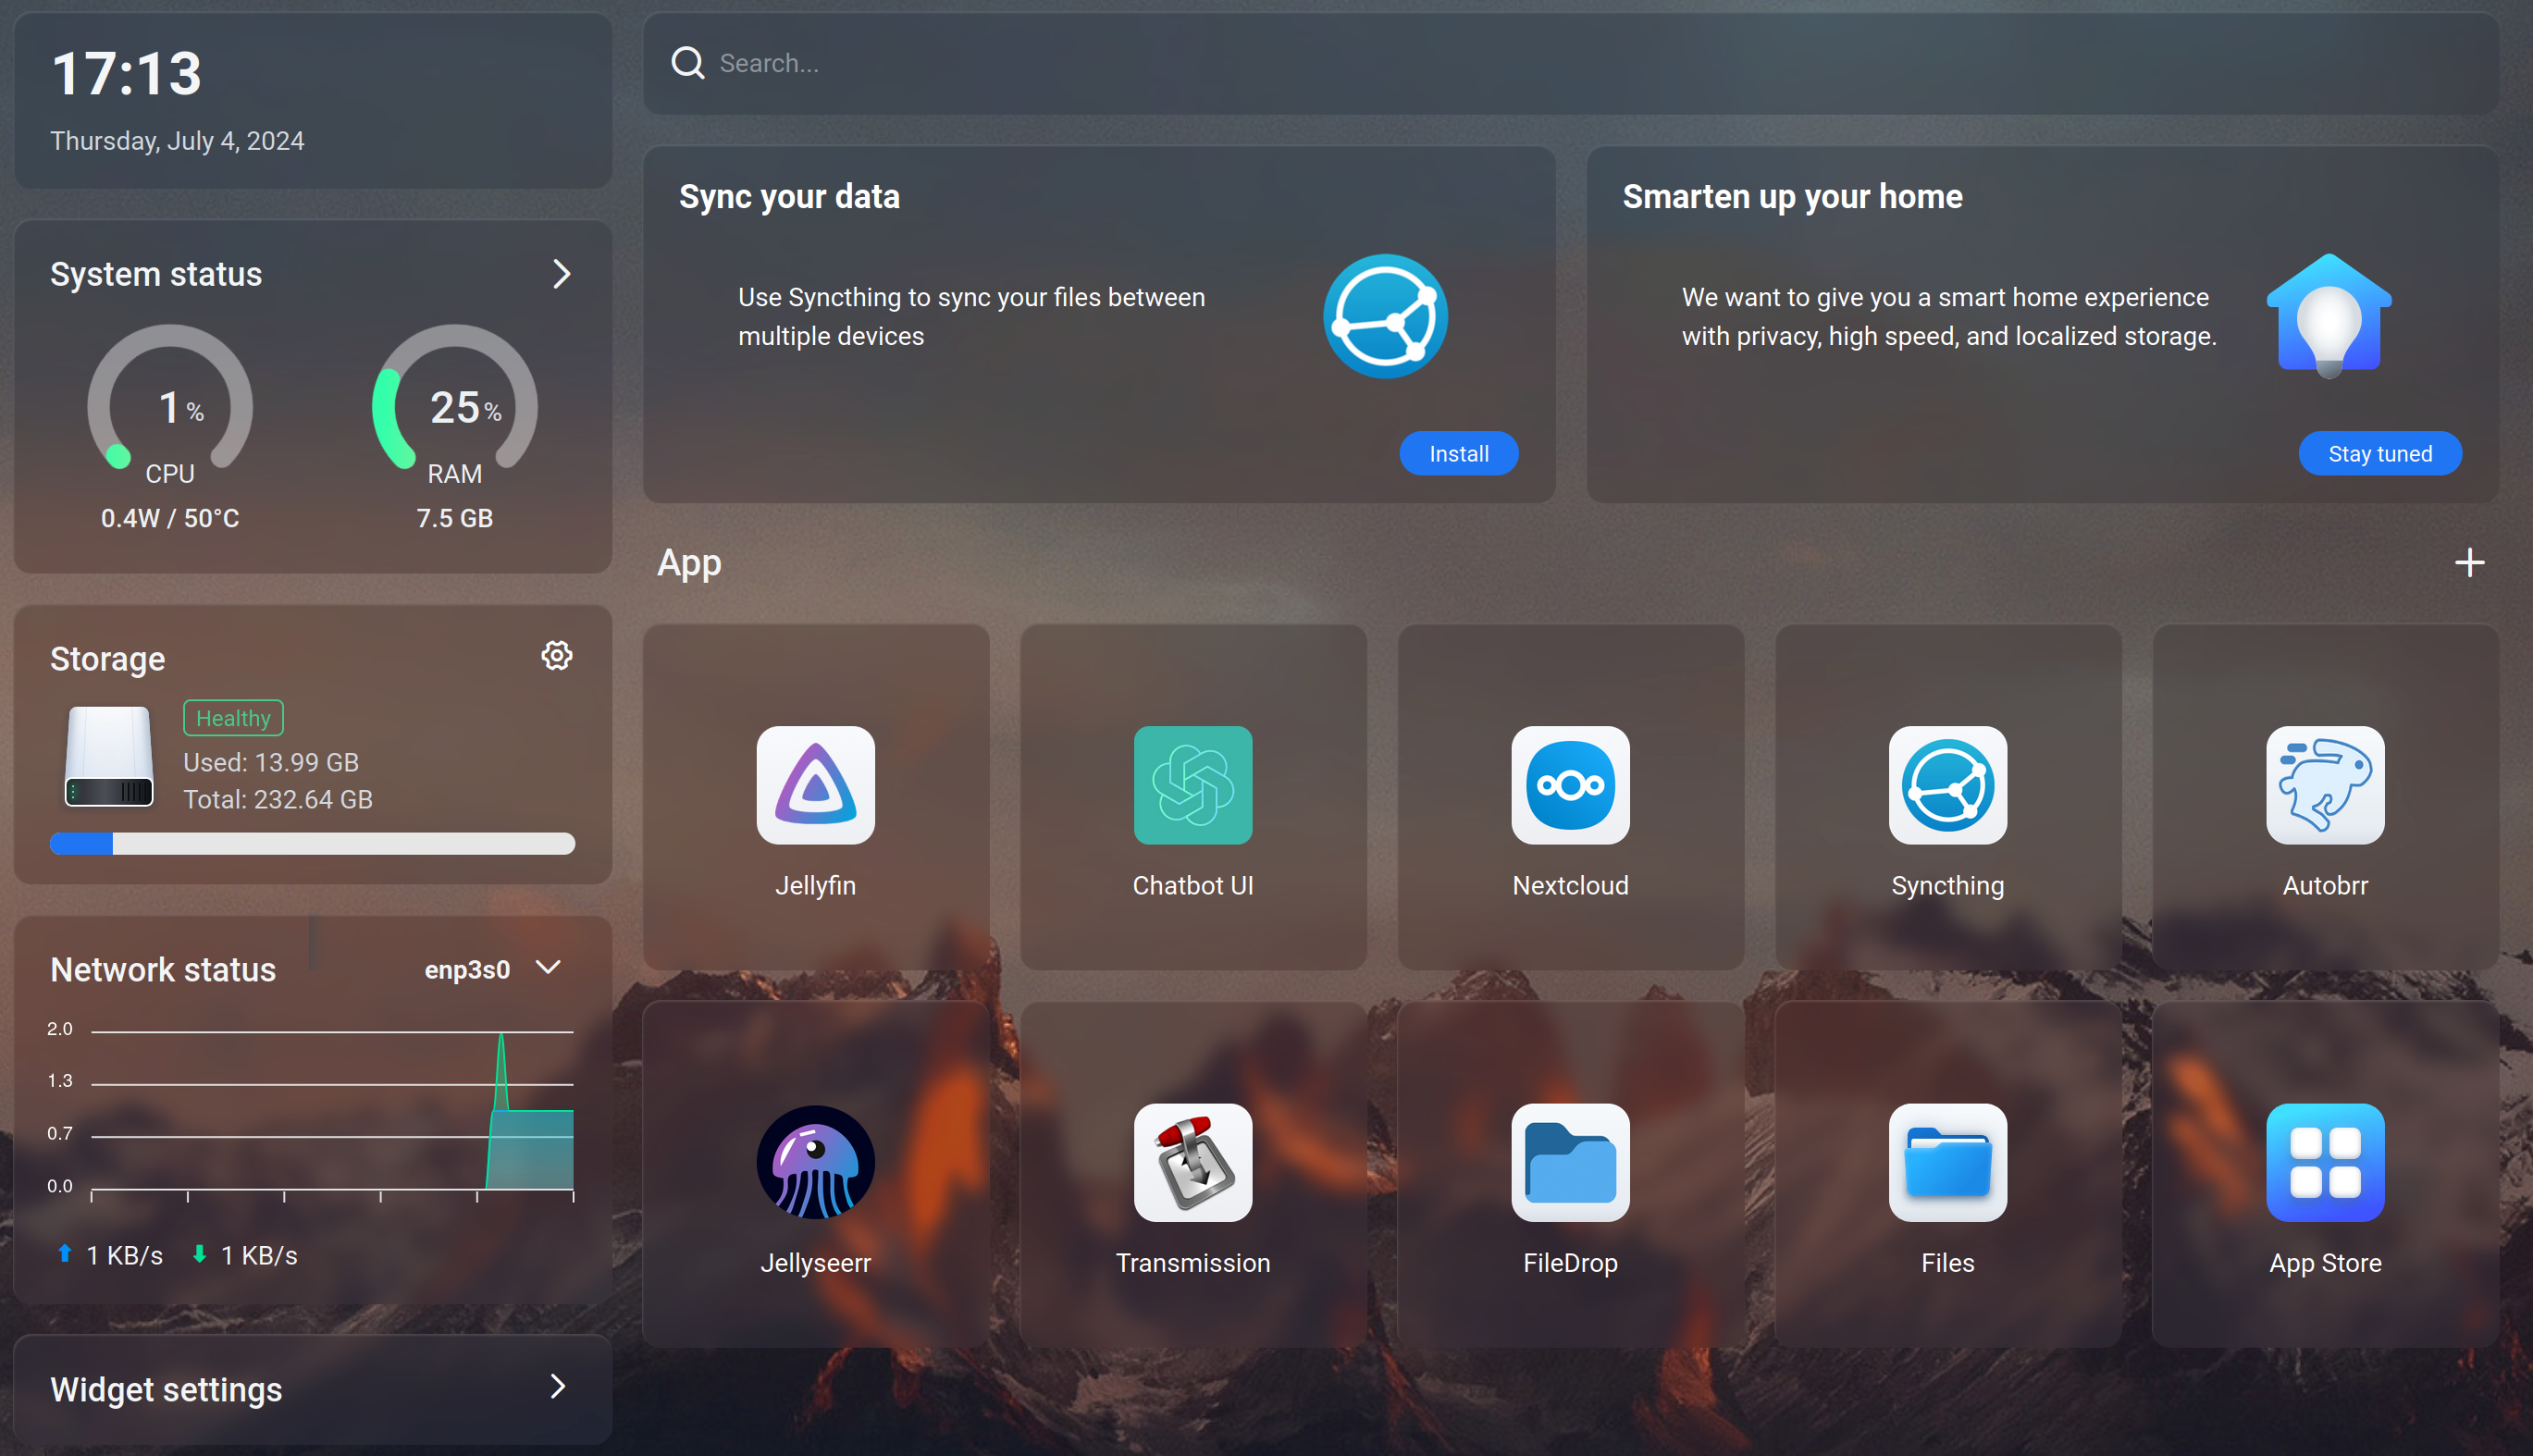 17:13
Thursday, July 4, 2024
System status
1%
CPU
0.4W / 50°C
25%
RAM
7.5 GB
Storage
Healthy
Used: 13.99 GB
Total: 232.64 GB
Network status
enp3s0
2.0
1.3
0.7
0.0
1 KB/s
1 KB/s
Widget settings
Search...
Sync your data
Use Syncthing to sync your files between
multiple devices
Install
Smarten up your home
We want to give you a smart home experience
with privacy, high speed, and localized storage.
Stay tuned
App
Jellyfin
Chatbot UI
Nextcloud
Syncthing
Autobrr
Jellyseerr
Transmission
FileDrop
Files
App Store